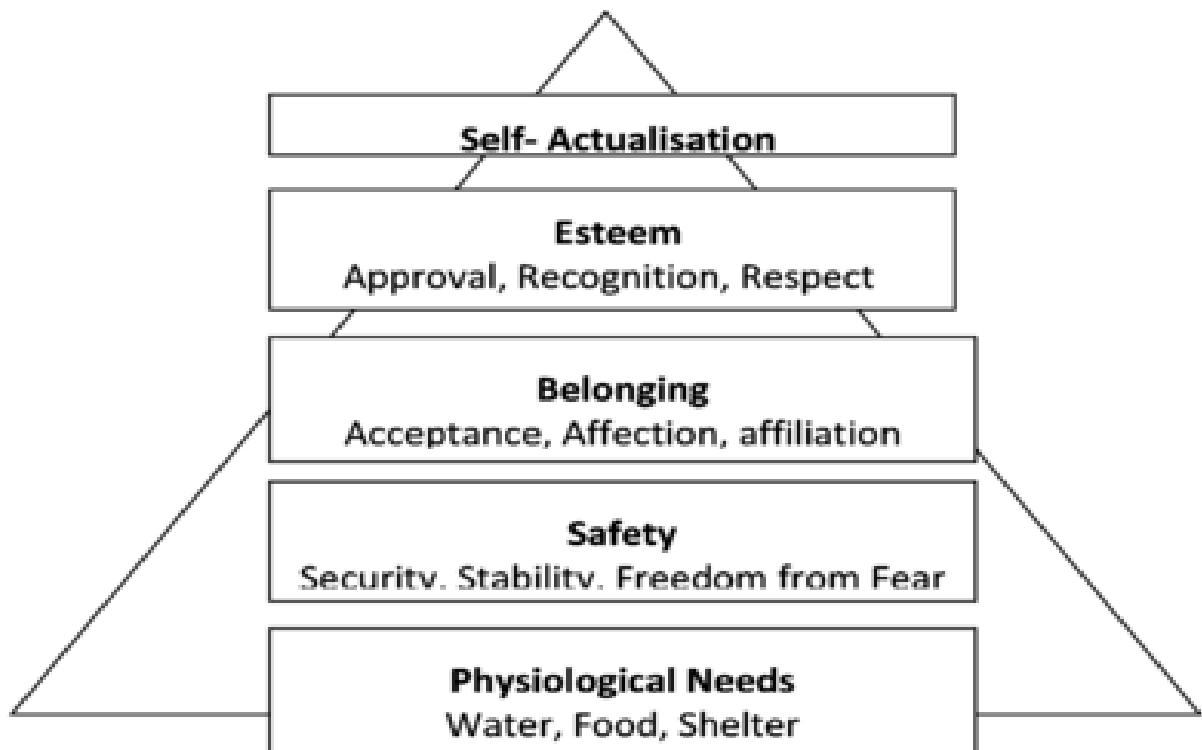 Self- Actualisation
Esteem
Approval, Recognition, Respect
Belonging
Acceptance, Affection, affiliation
Safety
Security, Stability, Freedom from Fear
Physiological Needs
Water, Food, Shelter